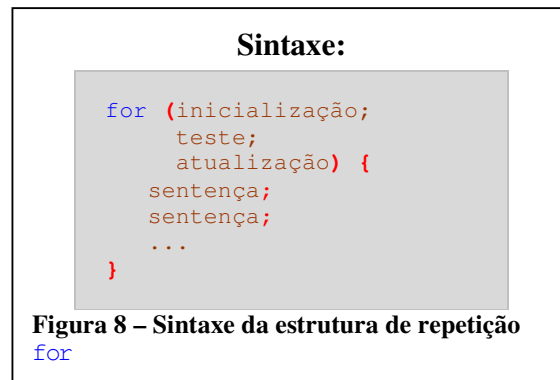 Sintaxe:
for (inicialização;
teste;
atualização) {
sentença;
sentença;
...
}
Figura 8 – Sintaxe da estrutura de repetição
for